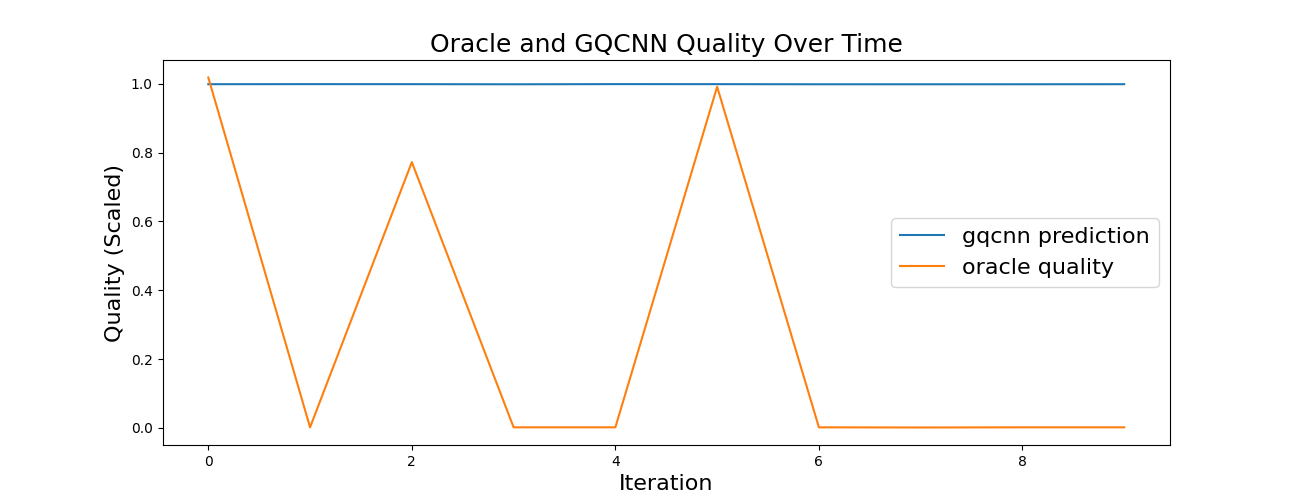 Oracle and GQCNN Quality Over Time
Quality (Scaled)
1.0
0.8
0.6
0.4
0.2
0.0
gqcnn prediction
oracle quality
0 2 4 6 8
Iteration